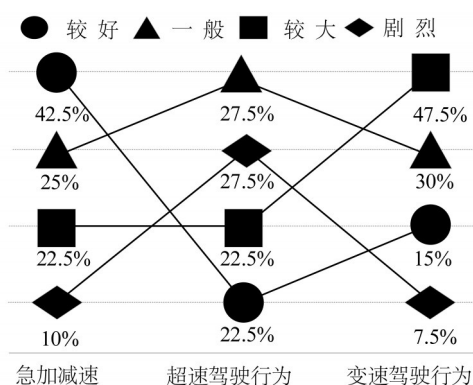 较好 一般 较大 剧烈
42.5% 27.5% 47.5%
25% 27.5% 30%
22.5% 22.5% 15%
10% 22.5% 7.5%
急加减速 超速驾驶行为 变速驾驶行为